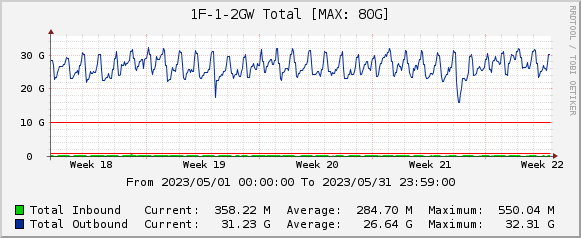 1F-1-2GW Total [MAX: 80G]
RRDTOOL / TOBI OETIKER
30 G
20 G
10 G
0
Week 18 Week 19 Week 20 Week 21 Week 22
From 2023/05/01 00:00:00 To 2023/05/31 23:59:00
Total Inbound Current: 358.22 M Average: 284.70 M Maximum: 550.04 M
Total Outbound Current: 31.23 G Average: 26.64 G Maximum: 32.31 G